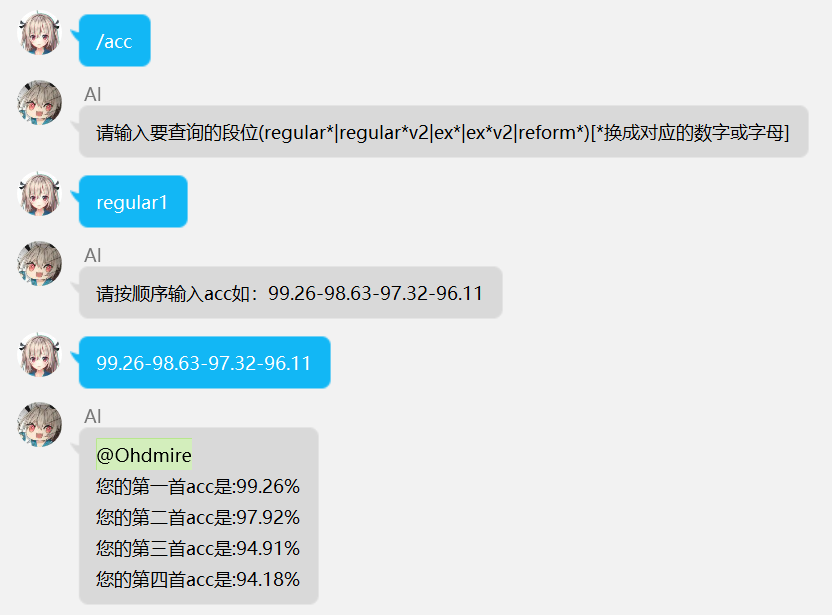 /acc
AI
请输入要查询的段位(regular*|regular*v2|ex*|ex*v2|reform*)[*换成对应的数字或字母]
regular1
AI
请按顺序输入acc如：99.26-98.63-97.32-96.11
99.26-98.63-97.32-96.11
AI
@Ohdmire
您的第一首acc是:99.26%
您的第二首acc是:97.92%
您的第三首acc是:94.91%
您的第四首acc是:94.18%